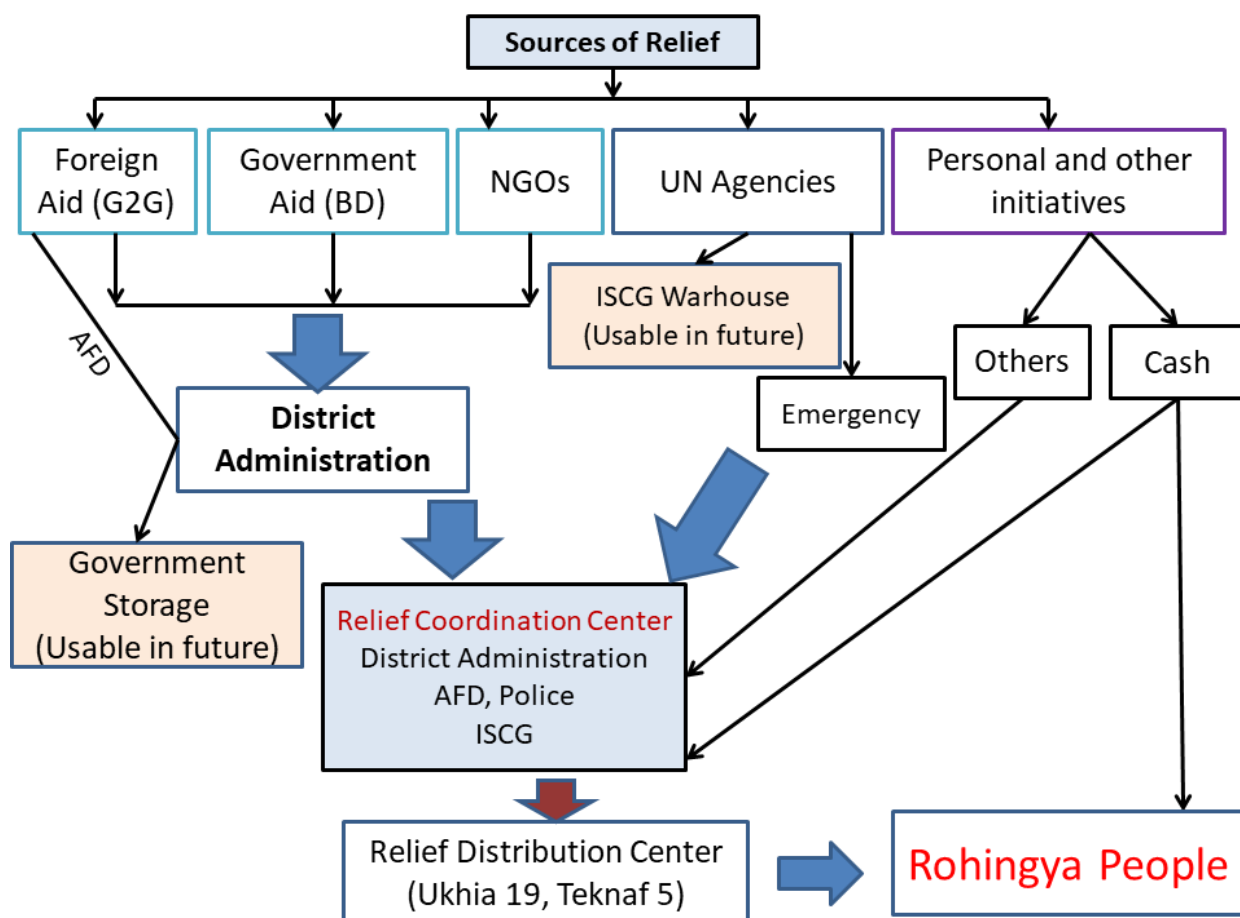 Sources of Relief
Foreign
Aid (G2G)
Government
Aid (BD)
NGOs
UN Agencies
Personal and other
initiatives
AFD
ISCG Warhouse
(Usable in future)
Others
Cash
Emergency
District
Administration
Government
Storage
(Usable in future)
Relief Coordination Center
District Administration
AFD, Police
ISCG
Relief Distribution Center
(Ukhia 19, Teknaf 5)
Rohingya People